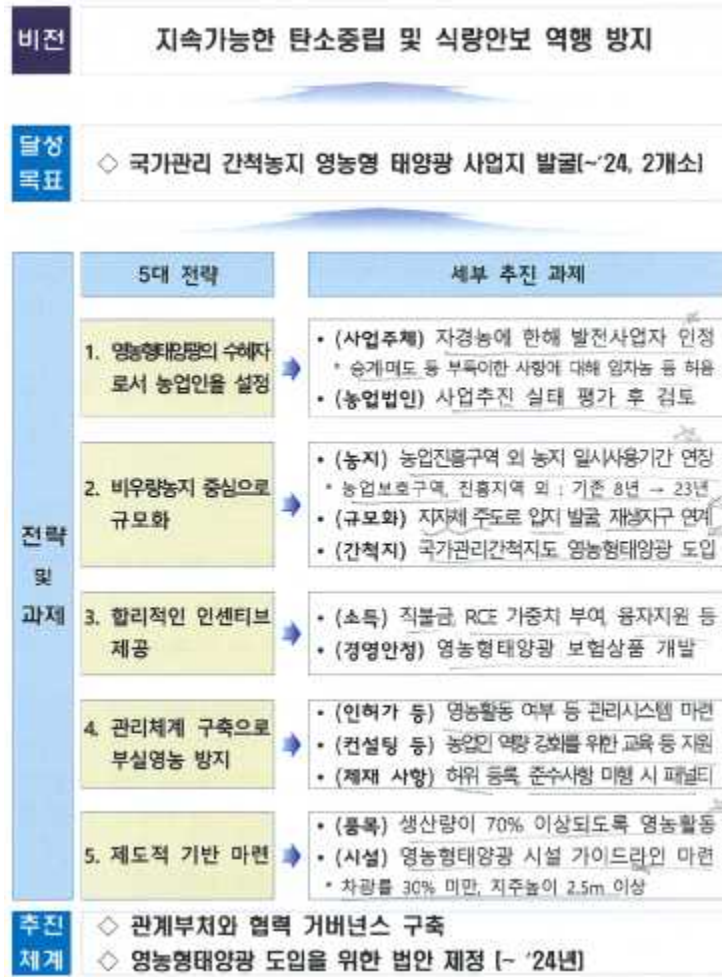 비전
지속가능한 탄소중립 및 식량안보 역행 방지
달성
목표
◇ 국가관리 간척농지 영농형 태양광 사업지 발굴(~'24, 2개소)
5대 전략
세부 추진 과제
전략
및
과제
1. 영농형태양광의 수혜자
로서 농업인을 설정
• (사업주체) 자경농에 한해 발전사업자 인정
* 승계·매도 등 부득이한 사항에 대해 임차농 등 허용
• (농업법인) 사업추진 실태 평가 후 검토
2. 비우량농지 중심으로
규모화
• (농지) 농업진흥구역 외 농지 일시사용기간 연장
* 농업보호구역, 진흥지역 외 : 기존 8년 → 23년
• (규모화) 지자체 주도로 입지 발굴, 재생지구 연계
• (간척지) 국가관리간척지도 영농형태양광 도입
3. 합리적인 인센티브
제공
• (소득) 직불금, RCE 가중치 부여, 융자지원 등
• (경영안정) 영농형태양광 보험상품 개발
4. 관리체계 구축으로
부실영농 방지
• (인허가 등) 영농활동 여부 등 관리시스템 마련
• (컨설팅 등) 농업인 역량 강화를 위한 교육 등 지원
• (제재 사항) 허위 등록, 준수사항 미행 시 패널티
5. 제도적 기반 마련
• (품목) 생산량이 70% 이상되도록 영농활동
• (시설) 영농형태양광 시설 가이드라인 마련
* 차광률 30% 미만, 지주높이 2.5m 이상
추진
체계
◇ 관계부처와 협력 거버넌스 구축
◇ 영농형태양광 도입을 위한 법안 제정 (~ '24년)